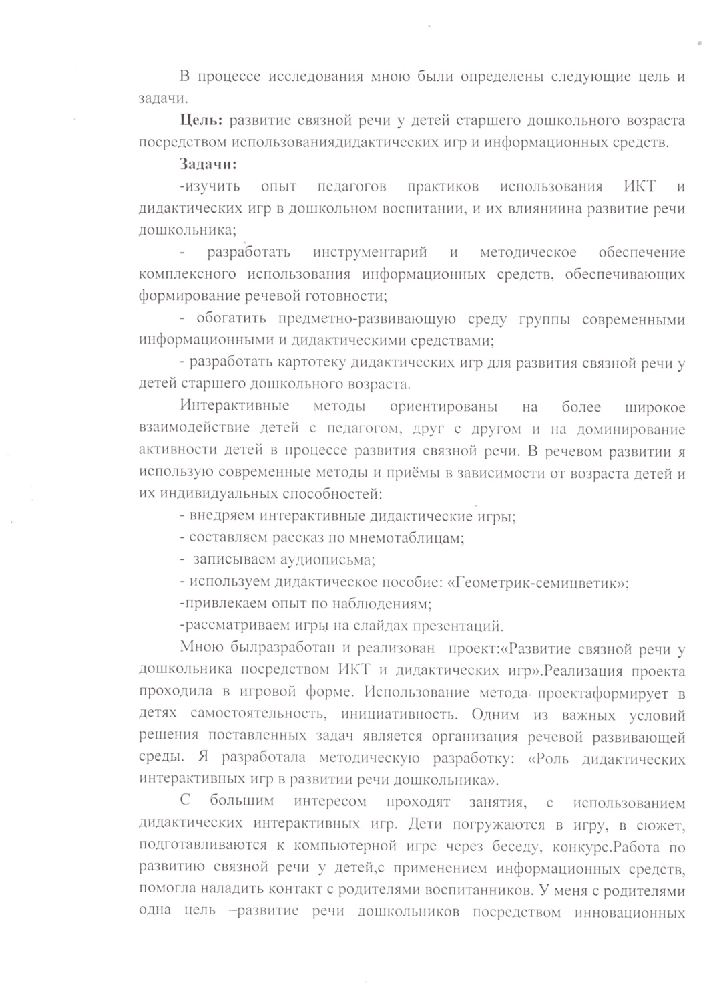 В процессе исследования мною были определены следующие цель и
задачи.
Цель: развитие связной речи у детей старшего дошкольного возраста
посредством использованиядидактических игр и информационных средств.
Задачи:
-изучить опыт педагогов практиков использования ИКТ и
дидактических игр в дошкольном воспитании, и их влияниина развитие речи
дошкольника;
- разработать инструментарий и методическое обеспечение
комплексного использования информационных средств, обеспечивающих
формирование речевой готовности;
- обогатить предметно-развивающую среду группы современными
информационными и дидактическими средствами;
- разработать картотеку дидактических игр для развития связной речи у
детей старшего дошкольного возраста.
Интерактивные методы ориентированы на более широкое
взаимодействие детей с педагогом, друг с другом и на доминирование
активности детей в процессе развития связной речи. В речевом развитии я
использую современные методы и приёмы в зависимости от возраста детей и
их индивидуальных способностей:
- внедряем интерактивные дидактические игры;
- составляем рассказ по мнемотаблицам;
- записываем аудиописьма;
- используем дидактическое пособие: «Геометрик-семицветик»;
-привлекаем опыт по наблюдениям;
-рассматриваем игры на слайдах презентаций.
Мною былразработан и реализован проект:«Развитие связной речи у
дошкольника посредством ИКТ и дидактических игр».Реализация проекта
проходила в игровой форме. Использование метода проектаформирует в
детях самостоятельность, инициативность. Одним из важных условий
решения поставленных задач является организация речевой развивающей
среды. Я разработала методическую разработку: «Роль дидактических
интерактивных игр в развитии речи дошкольника».
С большим интересом проходят занятия, с использованием
дидактических интерактивных игр. Дети погружаются в игру, в сюжет,
подготавливаются к компьютерной игре через беседу, конкурс.Работа по
развитию связной речи у детей,с применением информационных средств,
помогла наладить контакт с родителями воспитанников. У меня с родителями
одна цель –развитие речи дошкольников посредством инновационных